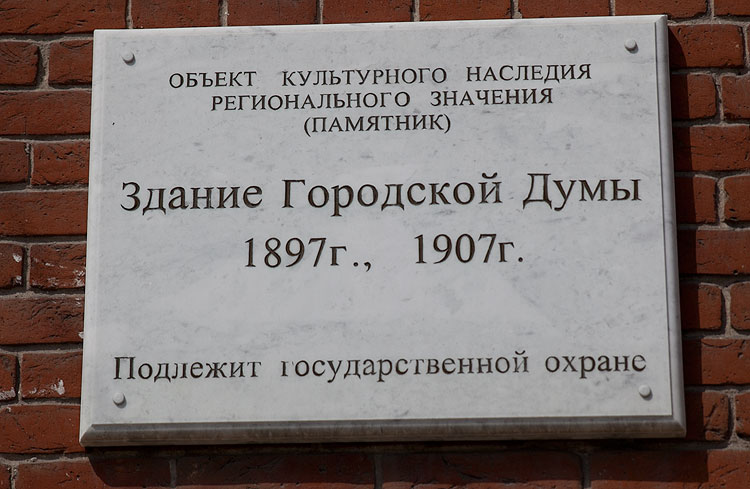 ОБЪЕКТ КУЛЬТУРНОГО НАСЛЕДИЯ
РЕГИОНАЛЬНОГО ЗНАЧЕНИЯ
(ПАМЯТНИК)
Здание Городской Думы
1897г., 1907г.
Подлежит государственной охране